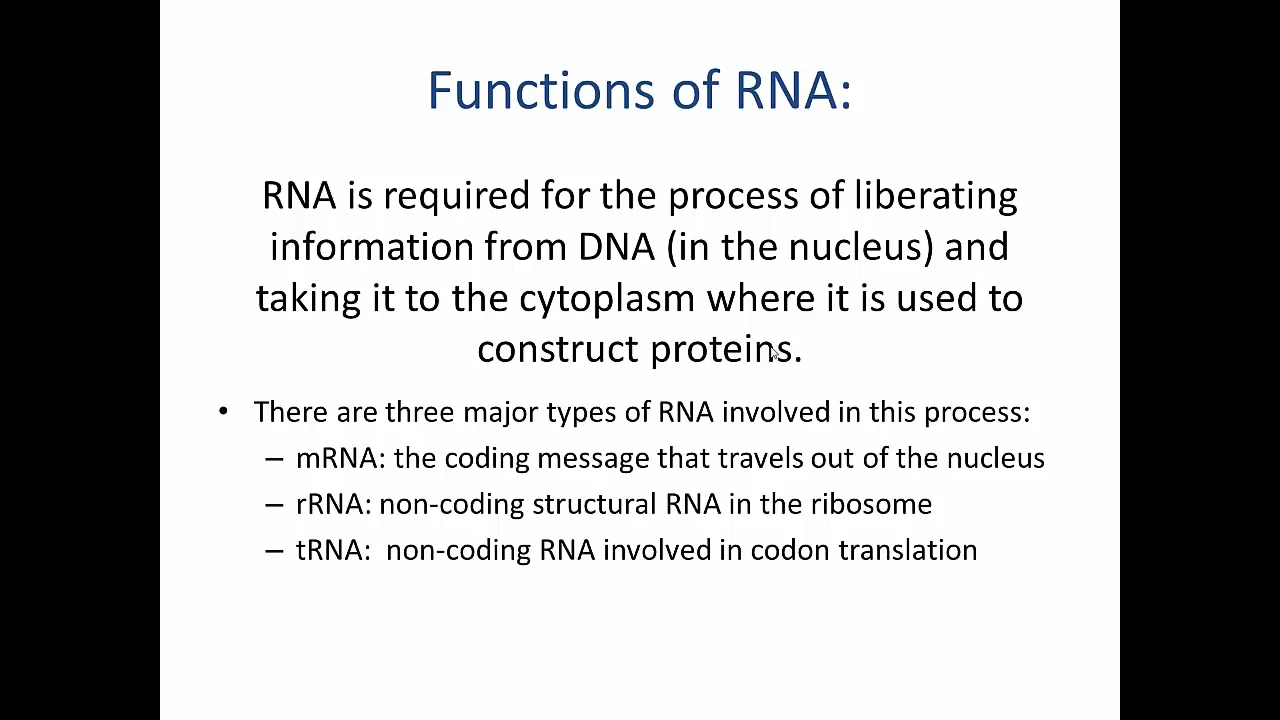 Functions of RNA:
RNA is required for the process of liberating
information from DNA (in the nucleus) and
taking it to the cytoplasm where it is used to
construct proteins.
• There are three major types of RNA involved in this process:
– mRNA: the coding message that travels out of the nucleus
– rRNA: non-coding structural RNA in the ribosome
– tRNA:  non-coding RNA involved in codon translation